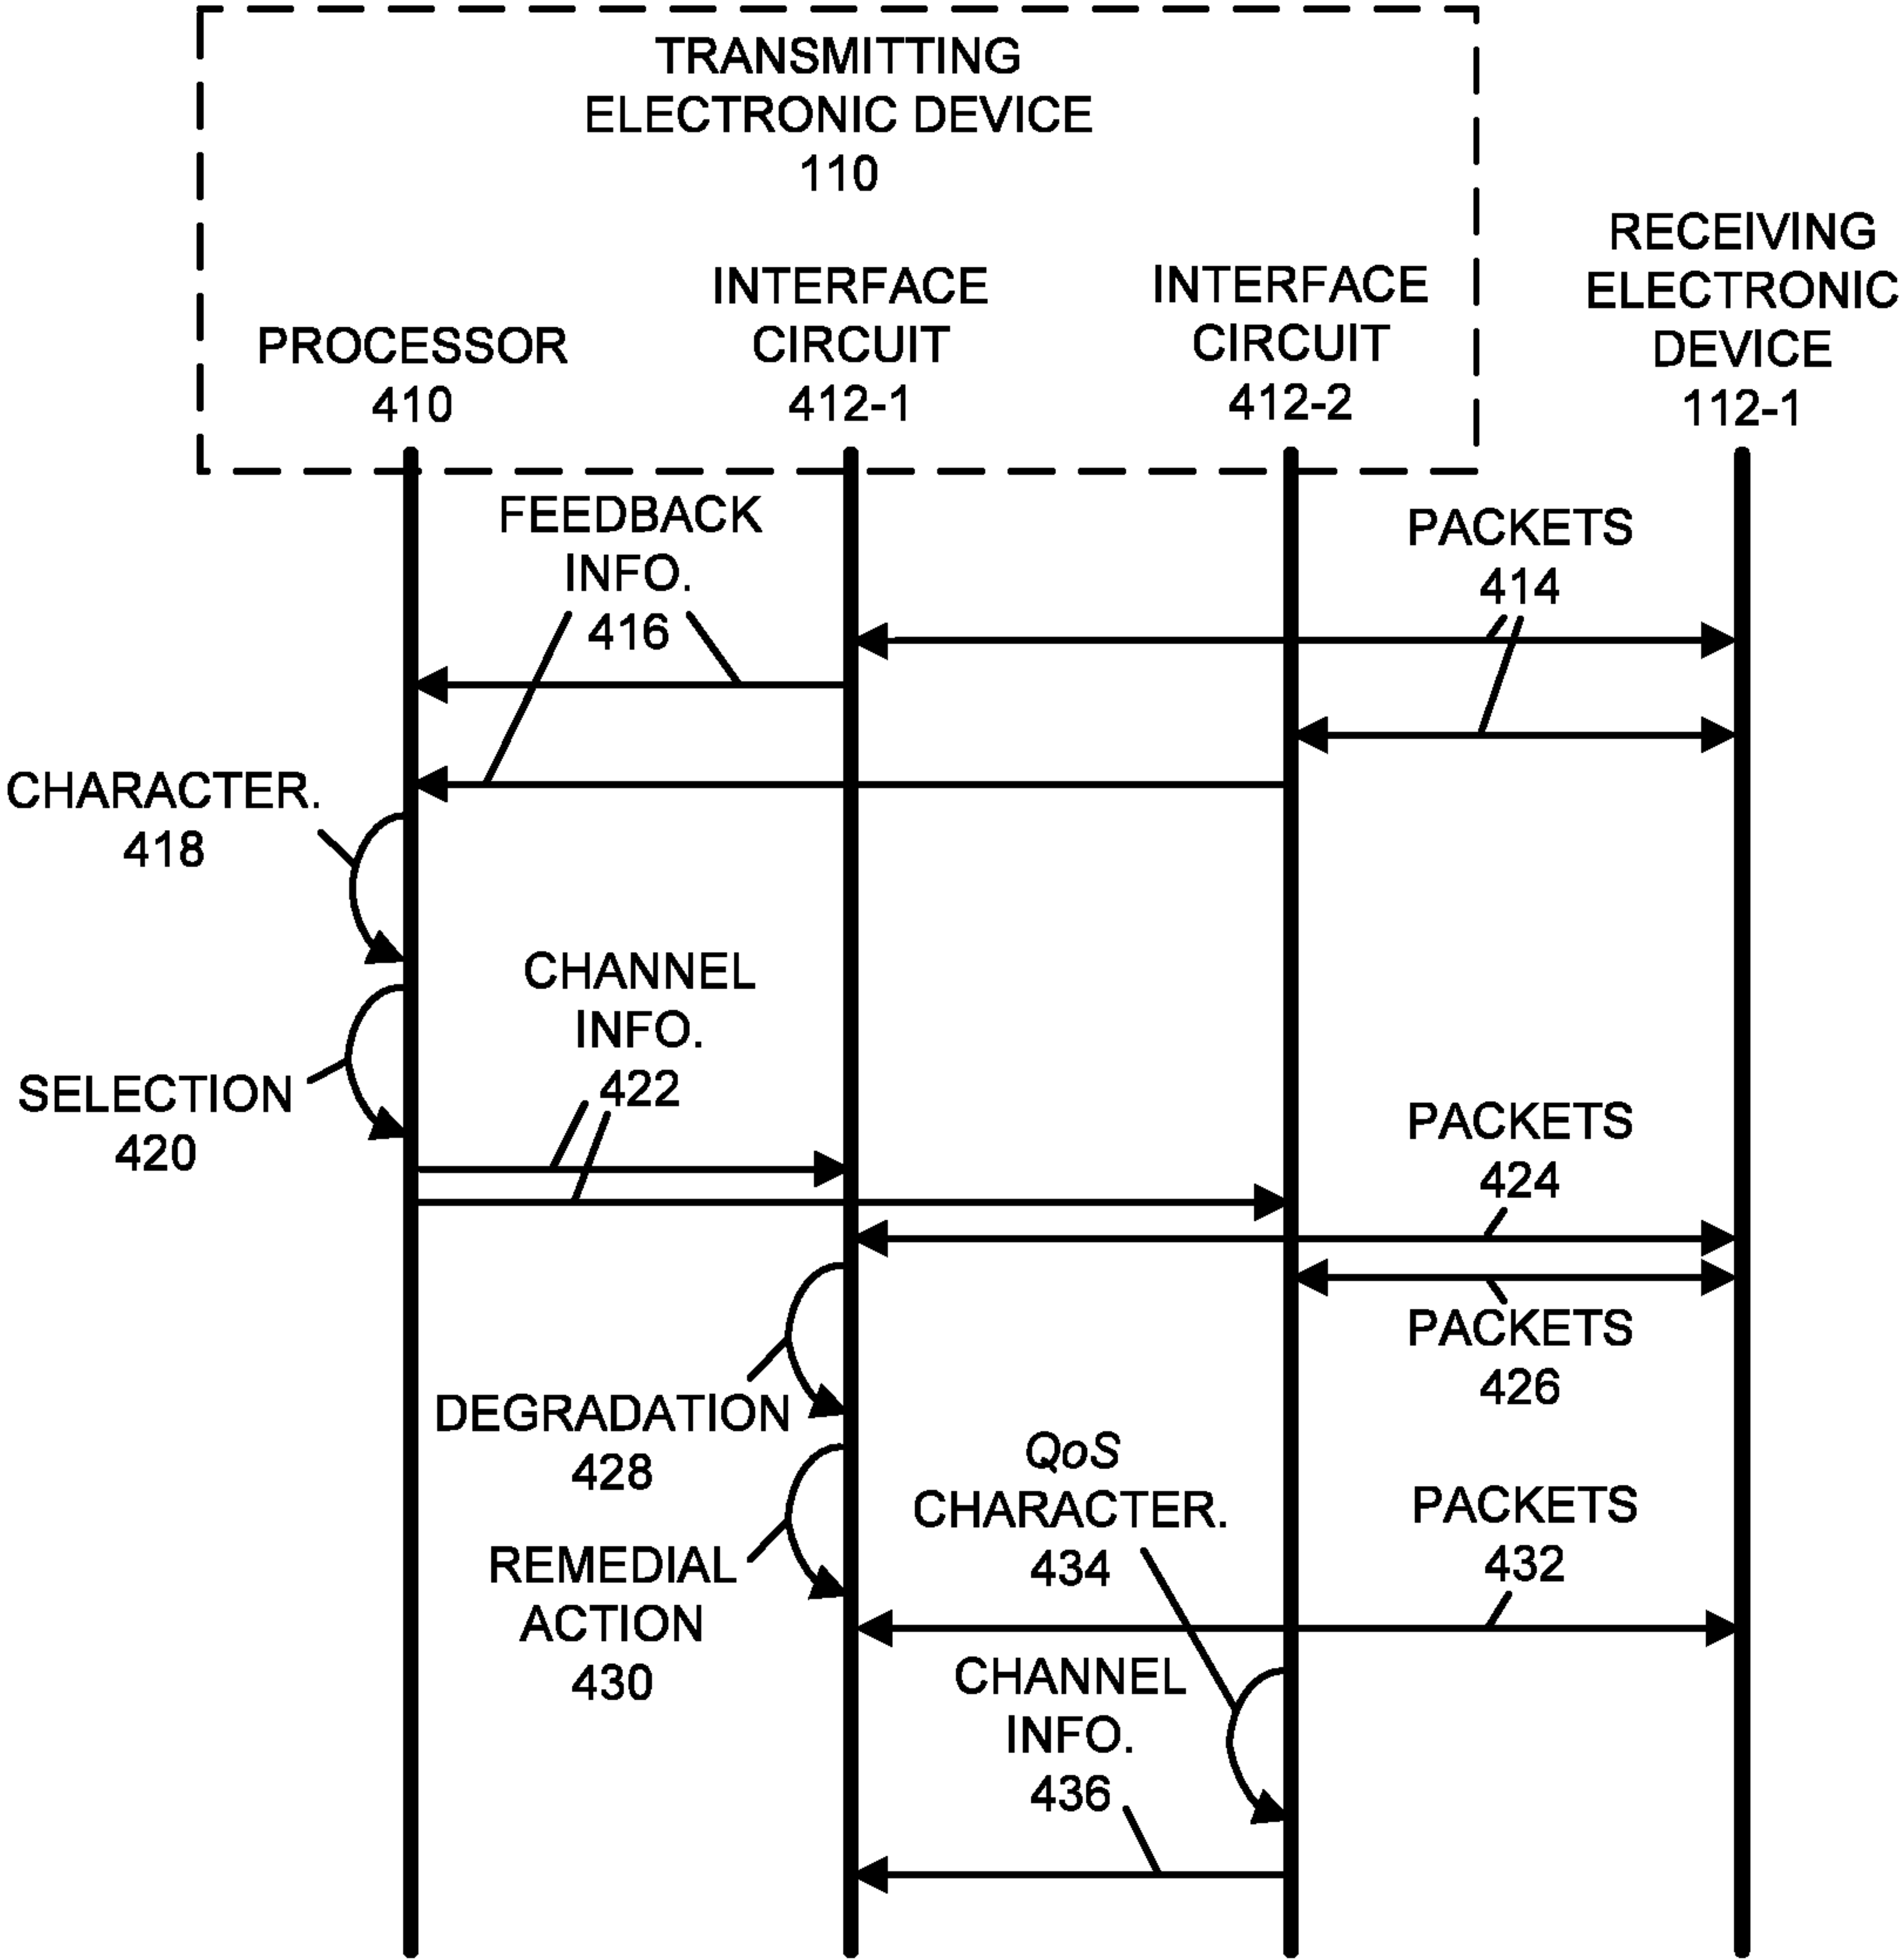 TRANSMITTING
ELECTRONIC DEVICE
110
PROCESSOR
410
INTERFACE
CIRCUIT
412-1
INTERFACE
CIRCUIT
412-2
RECEIVING
ELECTRONIC
DEVICE
112-1
FEEDBACK
INFO.
416
PACKETS
414
CHARACTER.
418
CHANNEL
INFO.
422
SELECTION
420
PACKETS
424
PACKETS
426
DEGRADATION
428
QoS
CHARACTER.
434
PACKETS
432
REMEDIAL
ACTION
430
CHANNEL
INFO.
436